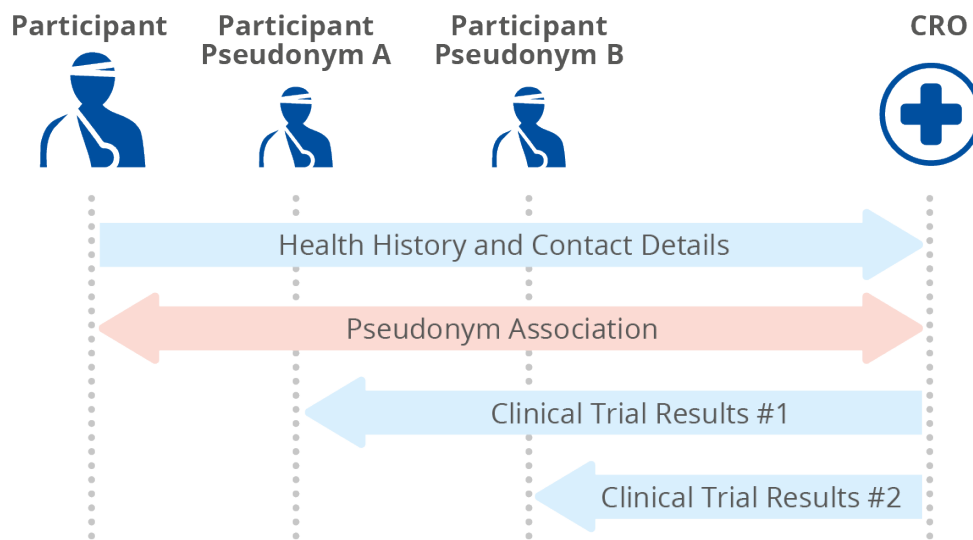 Participant
Participant
Pseudonym A
Participant
Pseudonym B
CRO
Health History and Contact Details
Pseudonym Association
Clinical Trial Results #1
Clinical Trial Results #2